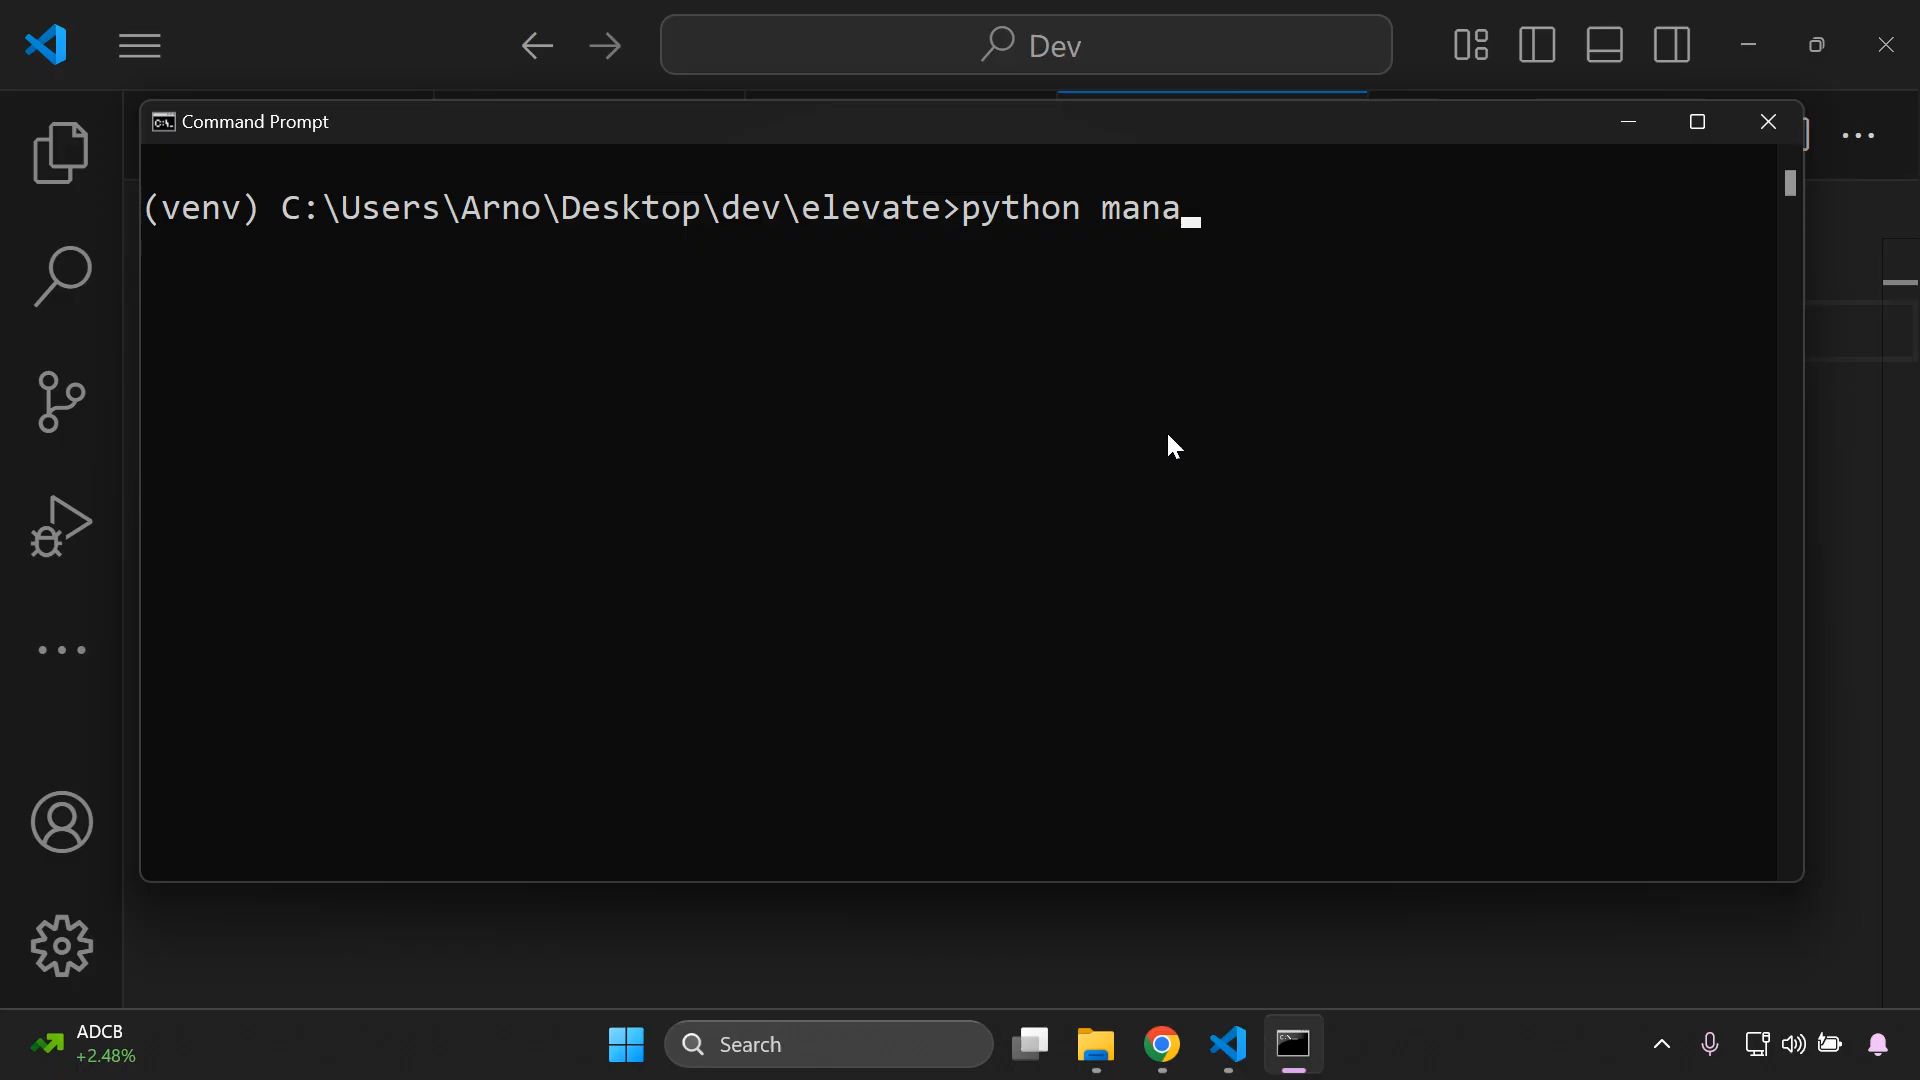 Dev
Command Prompt
(venv) C:\Users\Arno\Desktop\dev\elevate>python mana
ADCB
+2.48%
Search